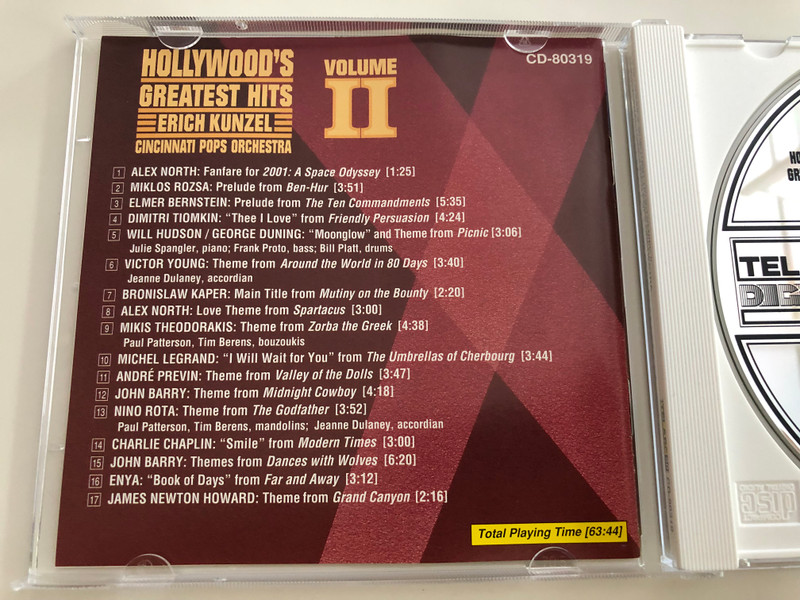 HOLLYWOOD'S
GREATEST HITS
ERICH KUNZEL
CINCINNATI POPS ORCHESTRA
VOLUME
II
CD-80319
1 ALEX NORTH: Fanfare for 2001: A Space Odyssey [1:25]
2 MIKLOS ROZSA: Prelude from Ben-Hur [3:51]
3 ELMER BERNSTEIN: Prelude from The Ten Commandments [5:35]
4 DIMITRI TIOMKIN: “Thee I Love” from Friendly Persuasion [4:24]
5 WILL HUDSON / GEORGE DUNING: “Moonglow” and Theme from Picnic [3:06]
Julie Spangler, piano; Frank Proto, bass; Bill Platt, drums
6 VICTOR YOUNG: Theme from Around the World in 80 Days [3:40]
Jeanne Dulaney, accordian
7 BRONISLAW KAPER: Main Title from Mutiny on the Bounty [2:20]
8 ALEX NORTH: Love Theme from Spartacus [3:00]
9 MIKIS THEODORAKIS: Theme from Zorba the Greek [4:38]
Paul Patterson, Tim Berens, bouzoukis
10 MICHEL LEGRAND: “I Will Wait for You” from The Umbrellas of Cherbourg [3:44]
11 ANDRÉ PREVIN: Theme from Valley of the Dolls [3:47]
12 JOHN BARRY: Theme from Midnight Cowboy [4:18]
13 NINO ROTA: Theme from The Godfather [3:52]
Paul Patterson, Tim Berens, mandolins; Jeanne Dulaney, accordian
14 CHARLIE CHAPLIN: “Smile” from Modern Times [3:00]
15 JOHN BARRY: Themes from Dances with Wolves [6:20]
16 ENYA: “Book of Days” from Far and Away [3:12]
17 JAMES NEWTON HOWARD: Theme from Grand Canyon [2:16]
Total Playing Time [63:44]
HO
GR
TEL